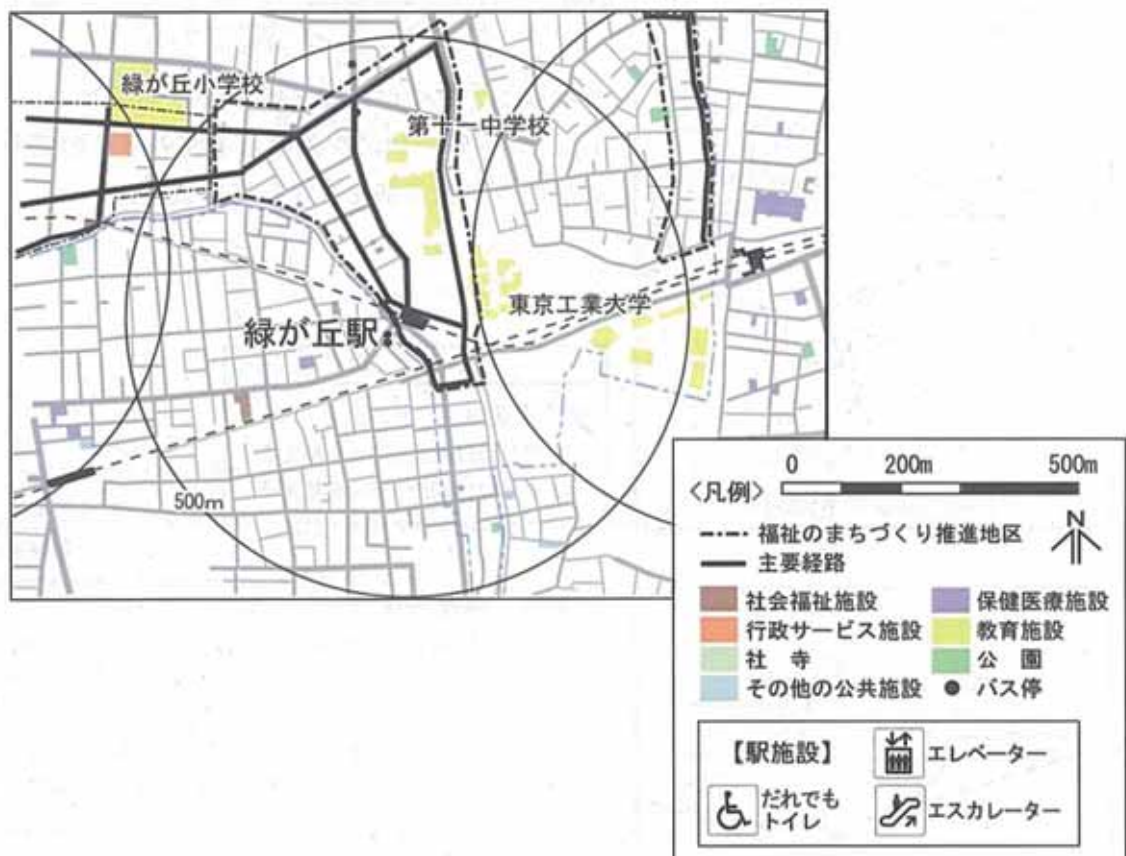 緑が丘小学校
第十一中学校
東京工業大学
緑が丘駅
500m
0 200m 500m
〈凡例〉
N
福祉のまちづくり推進地区
主要経路
社会福祉施設 保健医療施設
行政サービス施設 教育施設
社 寺 公 園
その他の公共施設 バス停
【駅施設】 エレベーター
だれでも
トイレ
エスカレーター